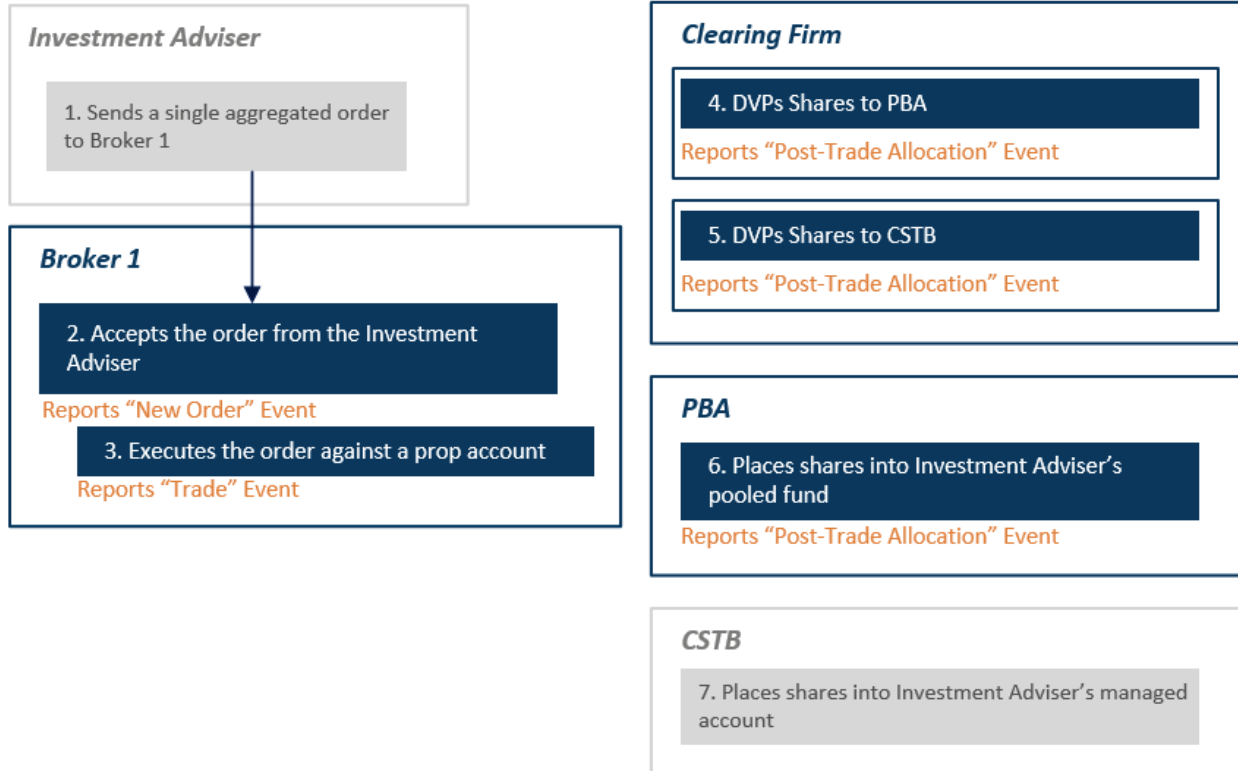 Investment Adviser
1. Sends a single aggregated order
to Broker 1
Broker 1
2. Accepts the order from the Investment
Adviser
Reports “New Order” Event
3. Executes the order against a prop account
Reports “Trade” Event
Clearing Firm
4. DVPs Shares to PBA
Reports “Post-Trade Allocation” Event
5. DVPs Shares to CSTB
Reports “Post-Trade Allocation” Event
PBA
6. Places shares into Investment Adviser’s
pooled fund
Reports “Post-Trade Allocation” Event
CSTB
7. Places shares into Investment Adviser’s managed
account